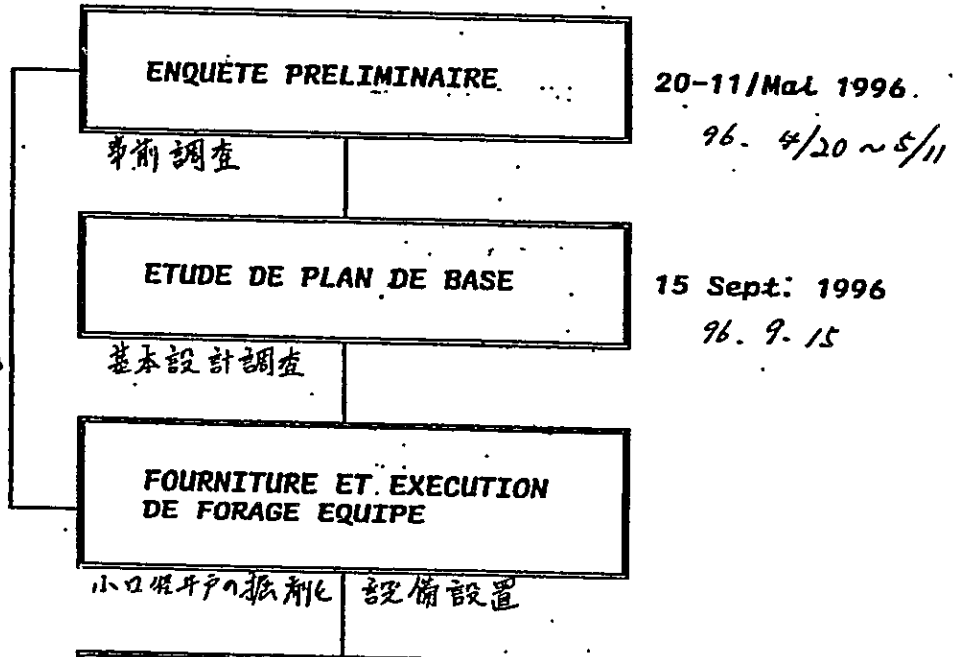 ENQUÊTE PRELIMINAIRE
20-11/Mai 1996.
96. 4/20 ~ 5/11
事前調査
ETUDE DE PLAN DE BASE
15 Sept. 1996
96. 9. 15
基本設計調査
FOURNITURE ET EXECUTION
DE FORAGE EQUIPE
小口径井戸の掘削と 設備設置